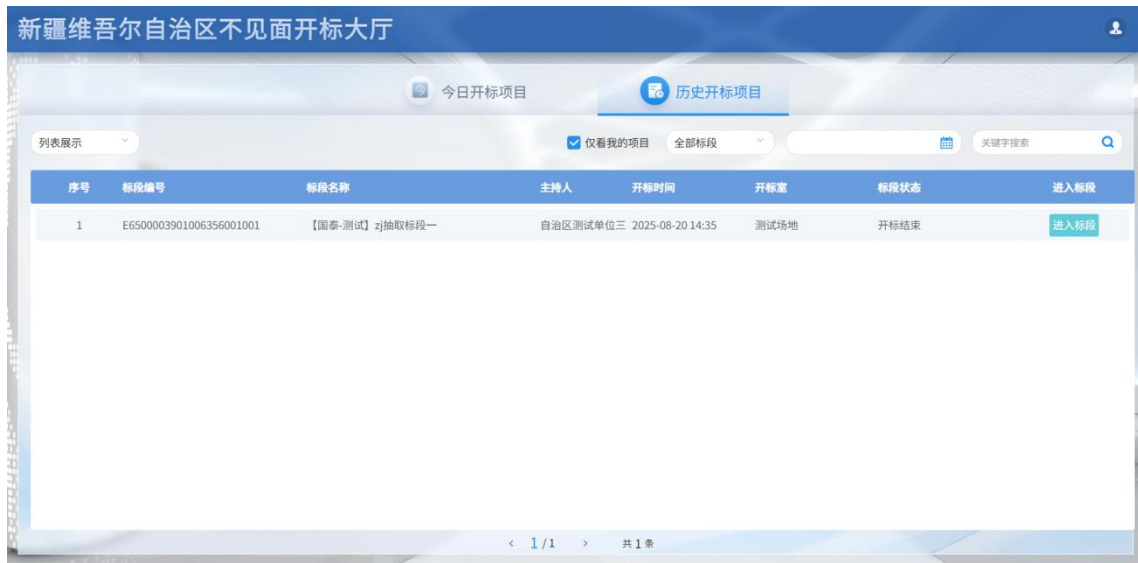 新疆维吾尔自治区不见面开标大厅
今日开标项目 历史开标项目
列表展示 仅看我的项目 全部标段 关键字搜索
序号 标段编号 标段名称 主持人 开标时间 开标室 标段状态 进入标段
1 E6500003901006356001001 【国泰-测试】zj抽取标段一 自治区测试单位三 2025-08-20 14:35 测试场地 开标结束 进入标段
< 1 / 1 > 共 1 条